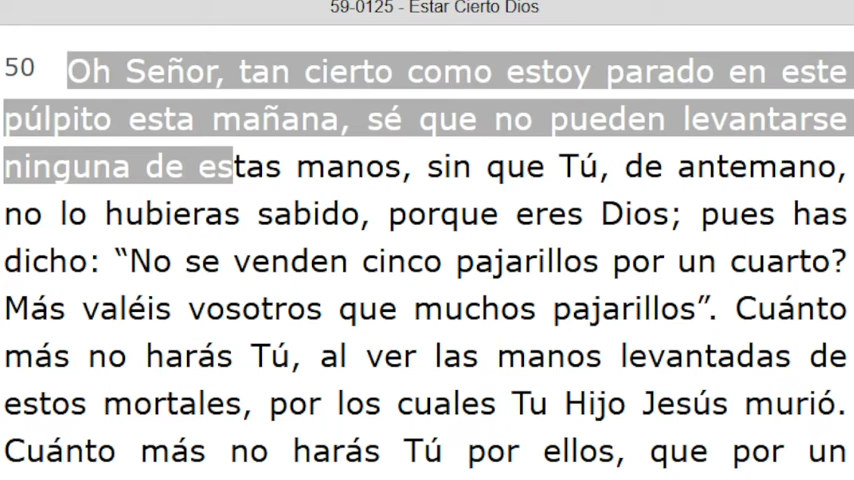 59-0125 - Estar Cierto Dios
50 Oh Señor, tan cierto como estoy parado en este
púlpito esta mañana, sé que no pueden levantarse
ninguna de estas manos, sin que Tú, de antemano,
no lo hubieras sabido, porque eres Dios; pues has
dicho: “No se venden cinco pajarillos por un cuarto?
Más valéis vosotros que muchos pajarillos”. Cuánto
más no harás Tú, al ver las manos levantadas de
estos mortales, por los cuales Tu Hijo Jesús murió.
Cuánto más no harás Tú por ellos, que por un